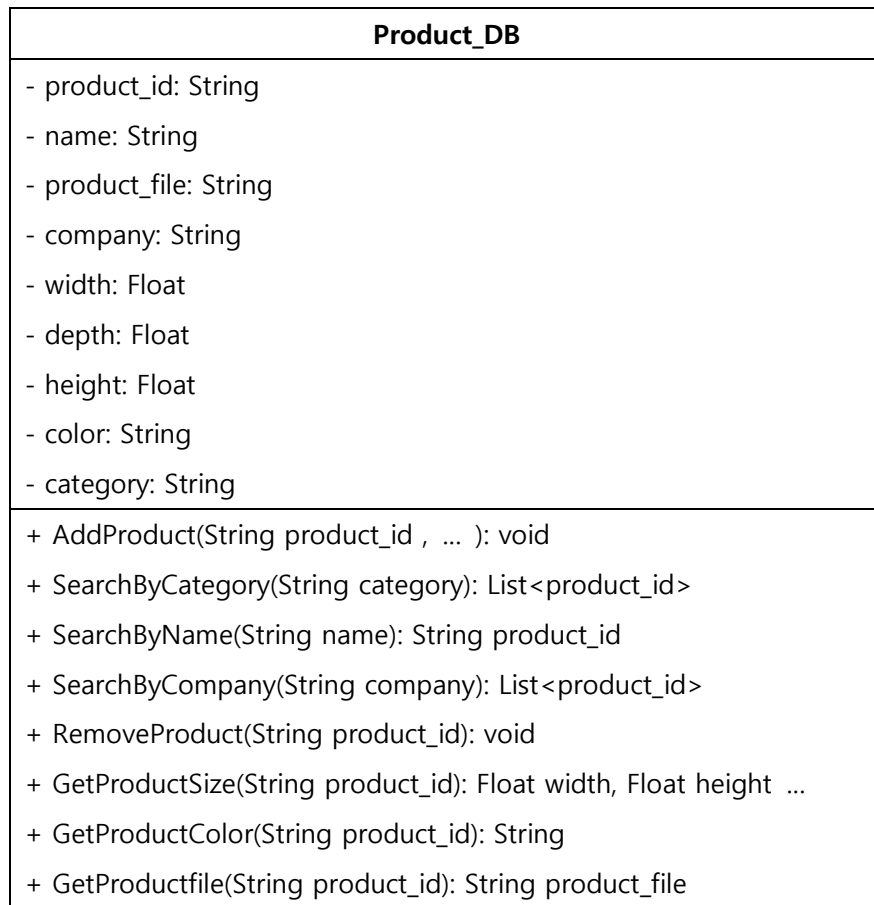 Product_DB
- product_id: String
- name: String
- product_file: String
- company: String
- width: Float
- depth: Float
- height: Float
- color: String
- category: String
+ AddProduct(String product_id , ... ): void
+ SearchByCategory(String category): List<product_id>
+ SearchByName(String name): String product_id
+ SearchByCompany(String company): List<product_id>
+ RemoveProduct(String product_id): void
+ GetProductSize(String product_id): Float width, Float height ...
+ GetProductColor(String product_id): String
+ GetProductfile(String product_id): String product_file